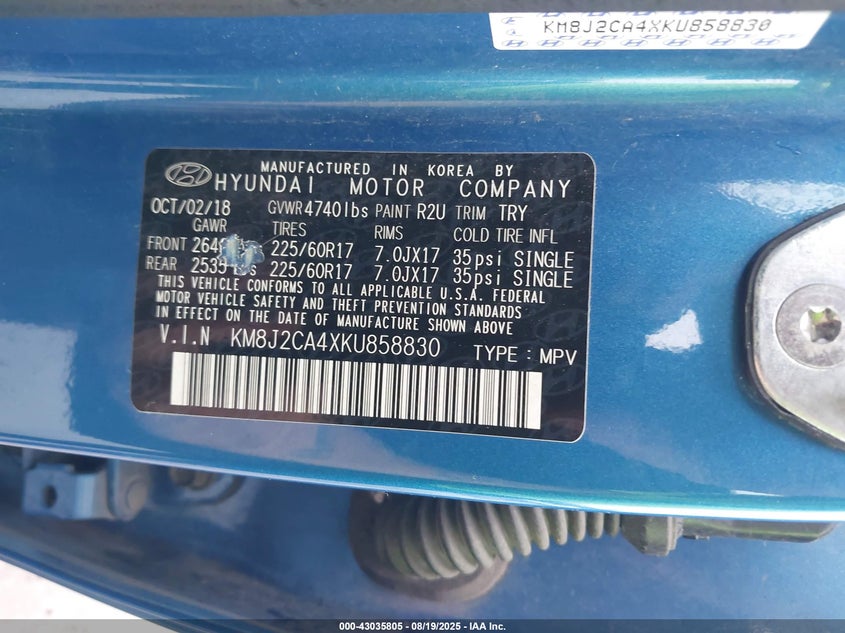 KM8J2CA4XKU858830
MANUFACTURED IN KOREA BY
HYUNDAI MOTOR COMPANY
OCT/02/18 GVWR 4740lbs PAINT R2U TRIM TRY
GAWR TIRES RIMS COLD TIRE INFL
FRONT 225/60R17 7.0JX17 35psi SINGLE
REAR 225/60R17 7.0JX17 35psi SINGLE
THIS VEHICLE CONFORMS TO ALL APPLICABLE U.S.A. FEDERAL
MOTOR VEHICLE SAFETY AND THEFT PREVENTION STANDARDS
IN EFFECT ON THE DATE OF MANUFACTURE SHOWN ABOVE
V.I.N KM8J2CA4XKU858830 TYPE : MPV
000-43035805 - 08/19/2025 - IAA Inc.